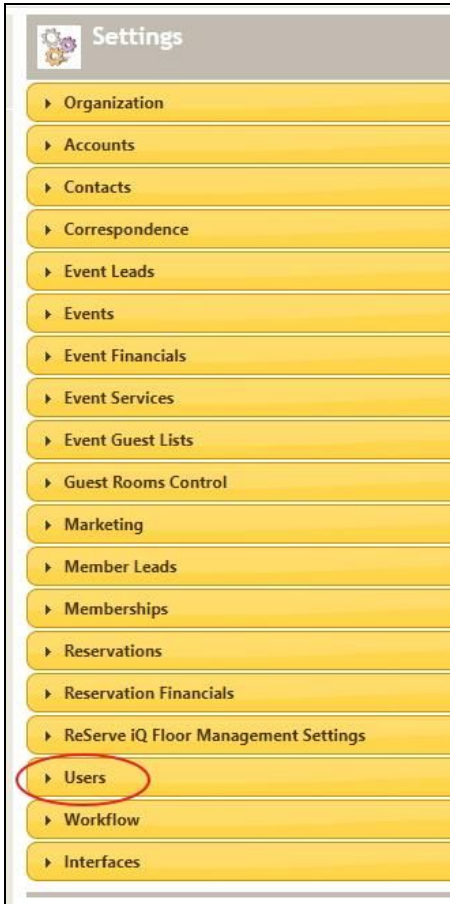 Settings
Organization
Accounts
Contacts
Correspondence
Event Leads
Events
Event Financials
Event Services
Event Guest Lists
Guest Rooms Control
Marketing
Member Leads
Memberships
Reservations
Reservation Financials
ReServe iQ Floor Management Settings
Users
Workflow
Interfaces